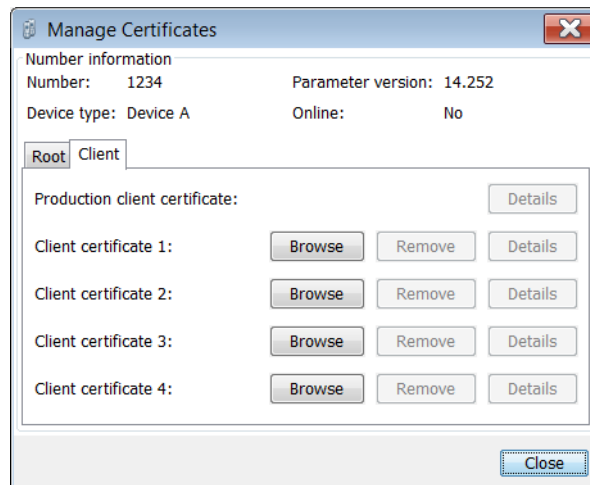 Manage Certificates
Number information
Number: 1234 Parameter version: 14.252
Device type: Device A Online: No
Root Client
Production client certificate: Details
Client certificate 1: Browse Remove Details
Client certificate 2: Browse Remove Details
Client certificate 3: Browse Remove Details
Client certificate 4: Browse Remove Details
Close